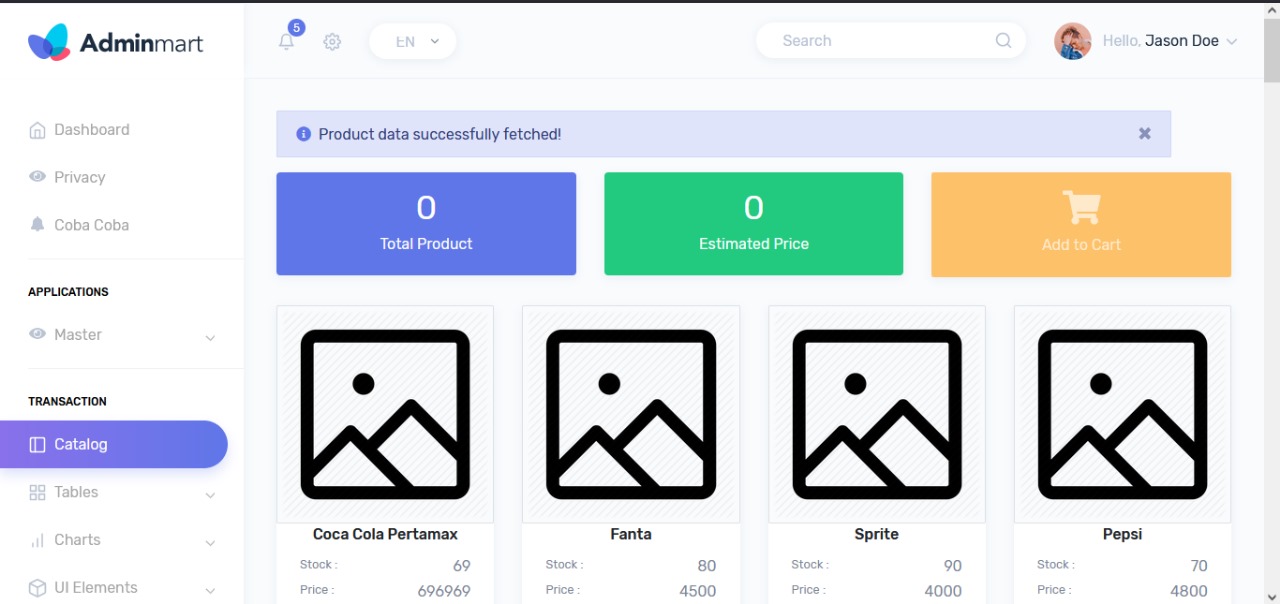 Adminmart
5
EN
Search
Hello, Jason Doe
Dashboard
Privacy
Coba Coba
APPLICATIONS
Master
TRANSACTION
Catalog
Tables
Charts
UI Elements
Product data successfully fetched!
0
Total Product
0
Estimated Price
Add to Cart
Coca Cola Pertamax
Stock : 69
Price : 696969
Fanta
Stock : 80
Price : 4500
Sprite
Stock : 90
Price : 4000
Pepsi
Stock : 70
Price : 4800